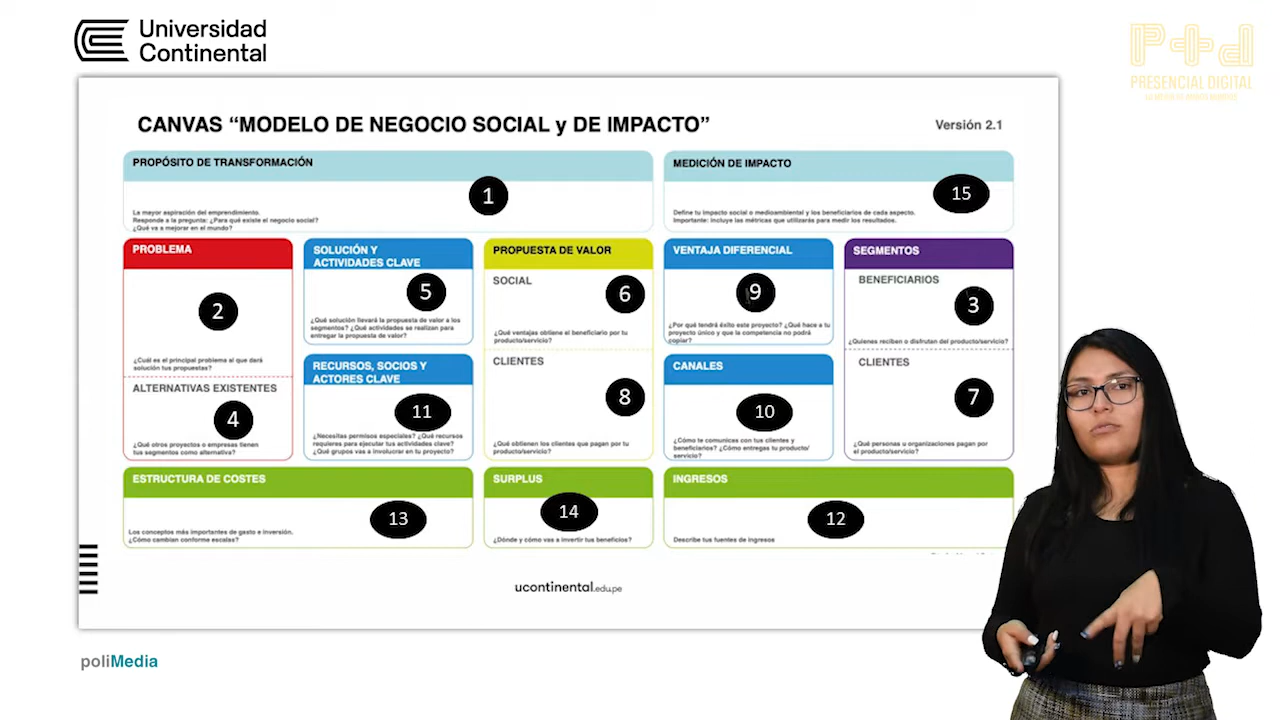 Universidad
Continental
P+d
PRESENCIAL DIGITAL
CANVAS “MODELO DE NEGOCIO SOCIAL y DE IMPACTO”
Versión 2.1
PROPÓSITO DE TRANSFORMACIÓN
1
La mayor aspiración del emprendimiento.
Responde a la pregunta: ¿Para qué existe el negocio social?
¿Qué va a mejorar en el mundo?
MEDICIÓN DE IMPACTO
15
Define tu impacto social o medioambiental y los beneficiarios de cada aspecto.
Importante: incluye las métricas que utilizarás para medir los resultados.
PROBLEMA
2
¿Cuál es el principal problema al que dará
solución tus propuestas?
ALTERNATIVAS EXISTENTES
4
¿Qué otros proyectos o empresas tienen
tus segmentos como alternativa?
SOLUCIÓN Y
ACTIVIDADES CLAVE
5
¿Qué solución llevará la propuesta de valor a los
segmentos? ¿Qué actividades se realizan para
entregar la propuesta de valor?
RECURSOS, SOCIOS Y
ACTORES CLAVE
11
¿Necesitas permisos especiales? ¿Qué recursos
requieres para ejecutar tus actividades clave?
¿Qué grupos vas a involucrar en tu proyecto?
PROPUESTA DE VALOR
SOCIAL
6
¿Qué ventajas obtiene el beneficiario por tu
producto/servicio?
CLIENTES
8
¿Qué obtienen los clientes que pagan por tu
producto/servicio?
VENTAJA DIFERENCIAL
9
¿Por qué tendrá éxito este proyecto? ¿Qué hace a tu
proyecto único y que la competencia no podrá
copiar?
CANALES
10
¿Cómo te comunicas con tus clientes y
beneficiarios? ¿Cómo entregas tu producto/
servicio?
SEGMENTOS
BENEFICIARIOS
3
¿Quienes reciben o disfrutan del producto/servicio?
CLIENTES
7
¿Qué personas u organizaciones pagan por
el producto/servicio?
ESTRUCTURA DE COSTES
13
Los conceptos más importantes de gasto e inversión.
¿Cómo cambian conforme escalas?
SURPLUS
14
¿Dónde y cómo vas a invertir tus beneficios?
INGRESOS
12
Describe tus fuentes de ingresos
ucontinental.edu.pe
poliMedia